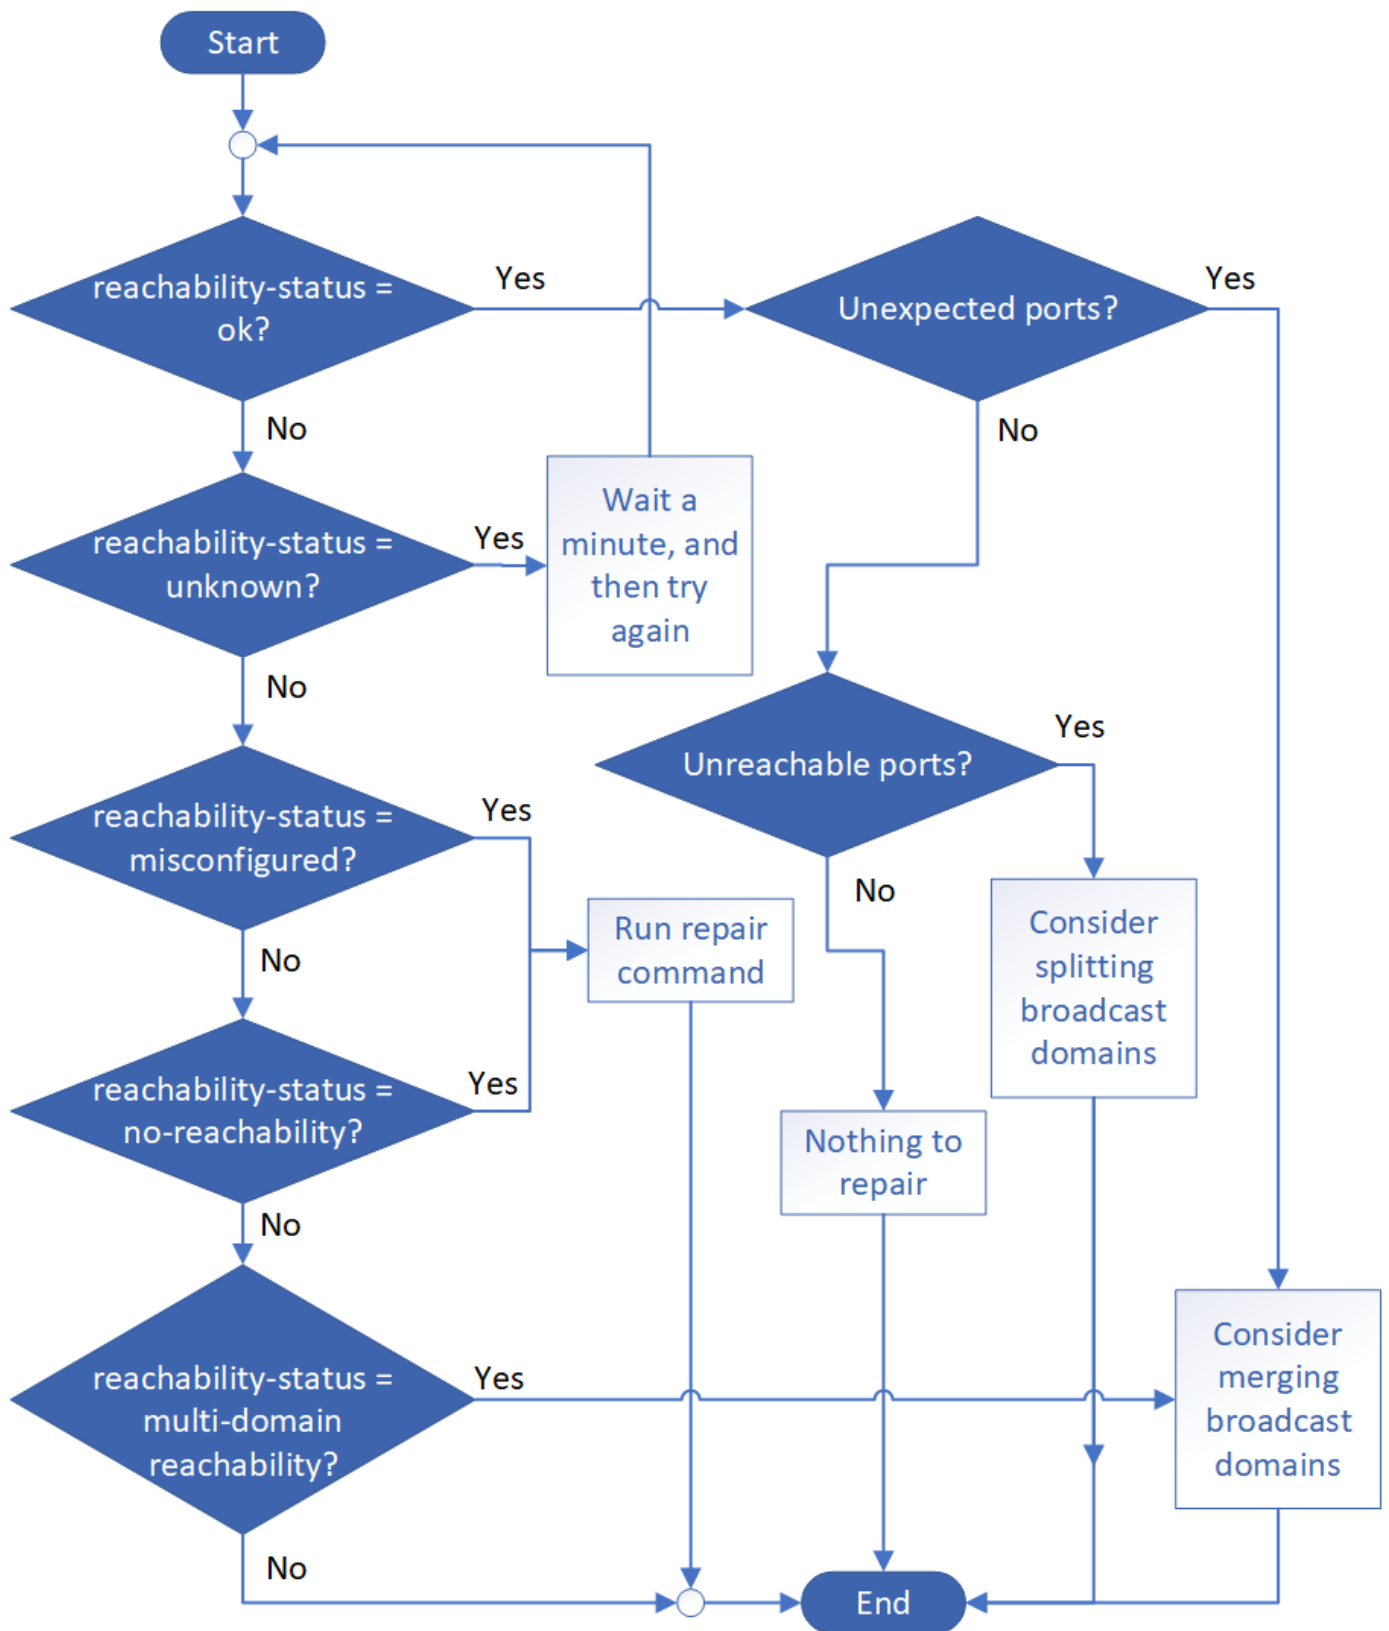 Start
reachability-status =
ok?
Yes
Unexpected ports?
Yes
No
No
reachability-status =
unknown?
Yes
Wait a
minute, and
then try
again
No
Unreachable ports?
Yes
reachability-status =
misconfigured?
Yes
No
Consider
splitting
broadcast
domains
Run repair
command
No
reachability-status =
no-reachability?
Yes
Nothing to
repair
No
reachability-status =
multi-domain
reachability?
Yes
Consider
merging
broadcast
domains
No
End